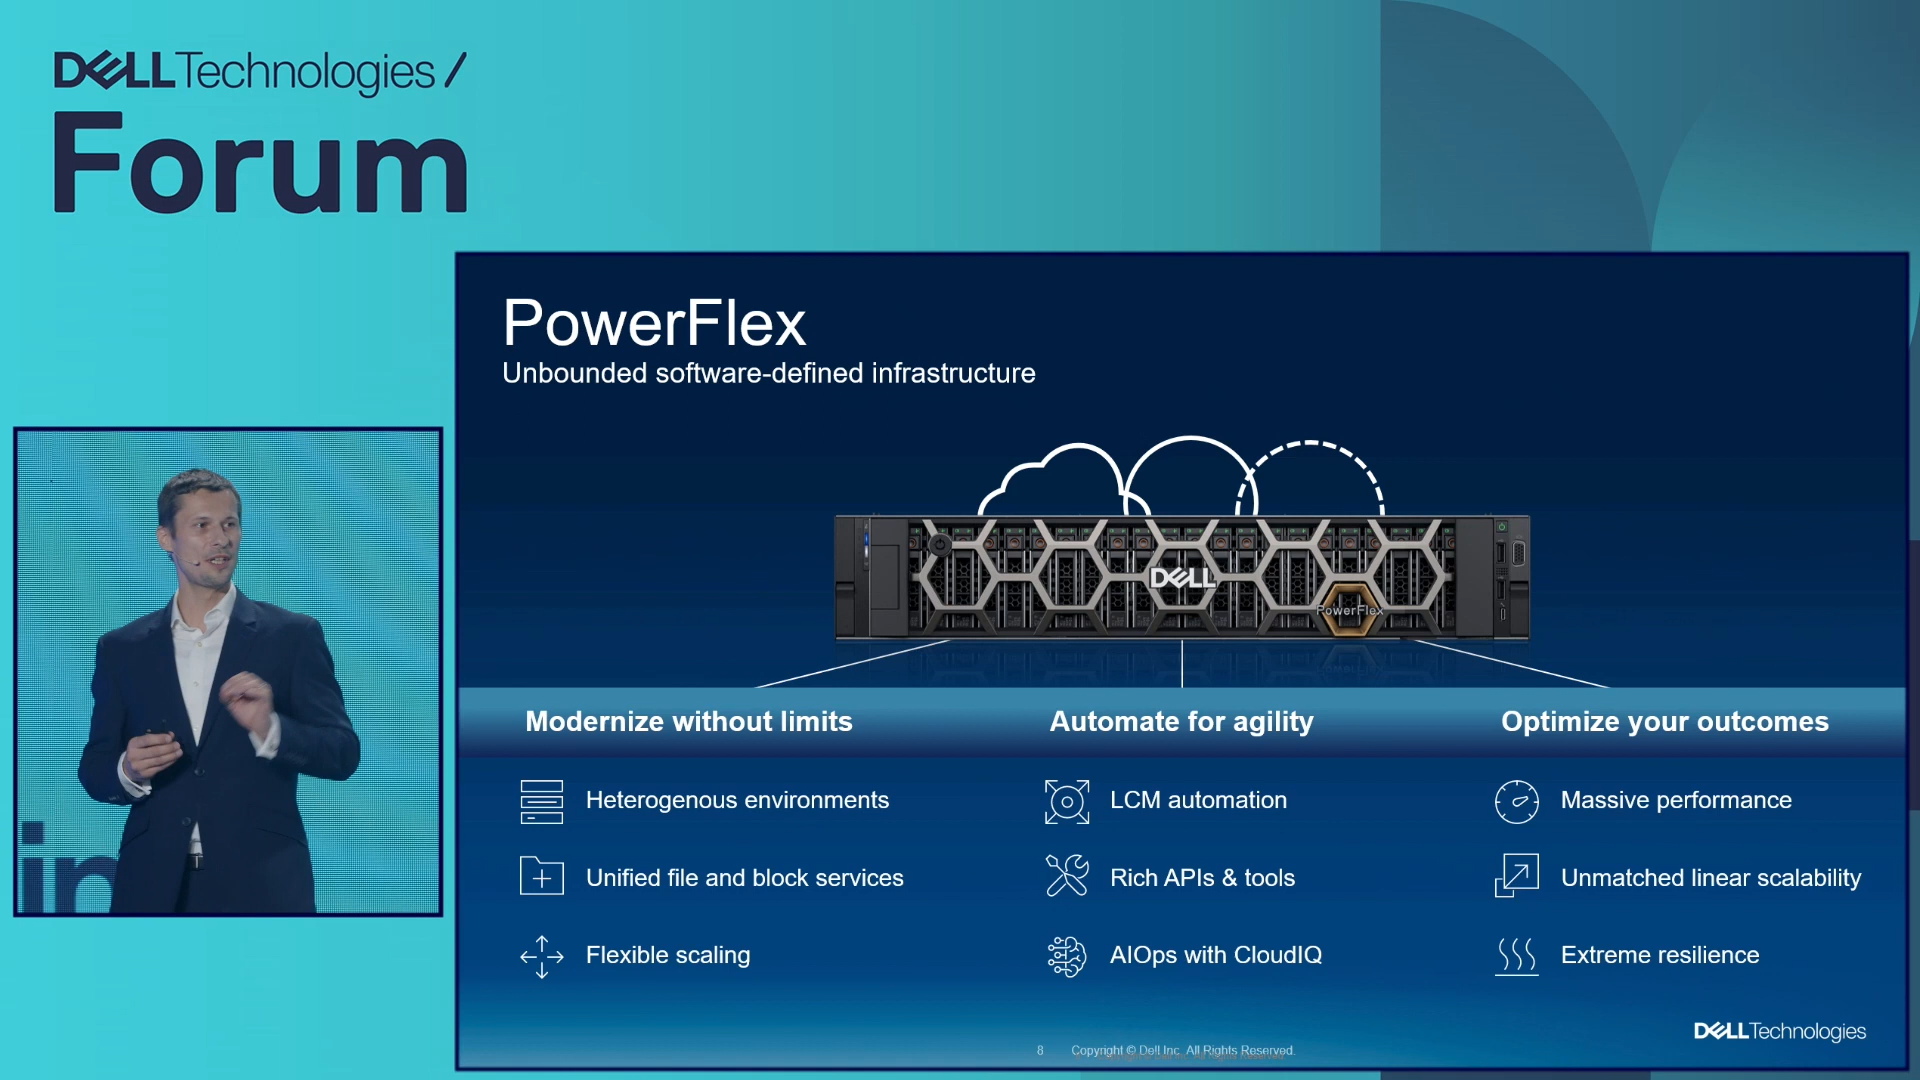 DELL Technologies /
Forum
PowerFlex
Unbounded software-defined infrastructure
DELL
PowerFlex
Modernize without limits
Heterogenous environments
Unified file and block services
Flexible scaling
Automate for agility
LCM automation
Rich APIs & tools
AIOps with CloudIQ
Optimize your outcomes
Massive performance
Unmatched linear scalability
Extreme resilience
in
DELL Technologies
8 Copyright © Dell Inc. All Rights Reserved.